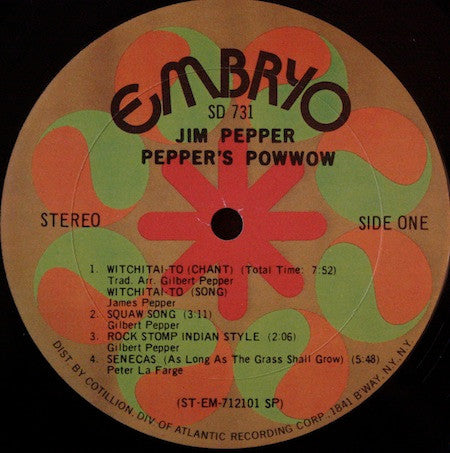 EMBRYO
SD 731
JIM PEPPER
PEPPER'S POWWOW
STEREO
SIDE ONE
1. WITCHITAI-TO (CHANT) (Total Time: 7:52)
Trad. Arr. Gilbert Pepper
WITCHITAI-TO (SONG)
James Pepper
2. SQUAW SONG (3:11)
Gilbert Pepper
3. ROCK STOMP INDIAN STYLE (2:06)
Gilbert Pepper
4. SENECAS (As Long As The Grass Shall Grow) (5:48)
Peter La Farge
(ST-EM-712101 SP)
DIST. BY COTILLION, DIV. OF ATLANTIC RECORDING CORP., 1841 B'WAY, N.Y. N.Y.